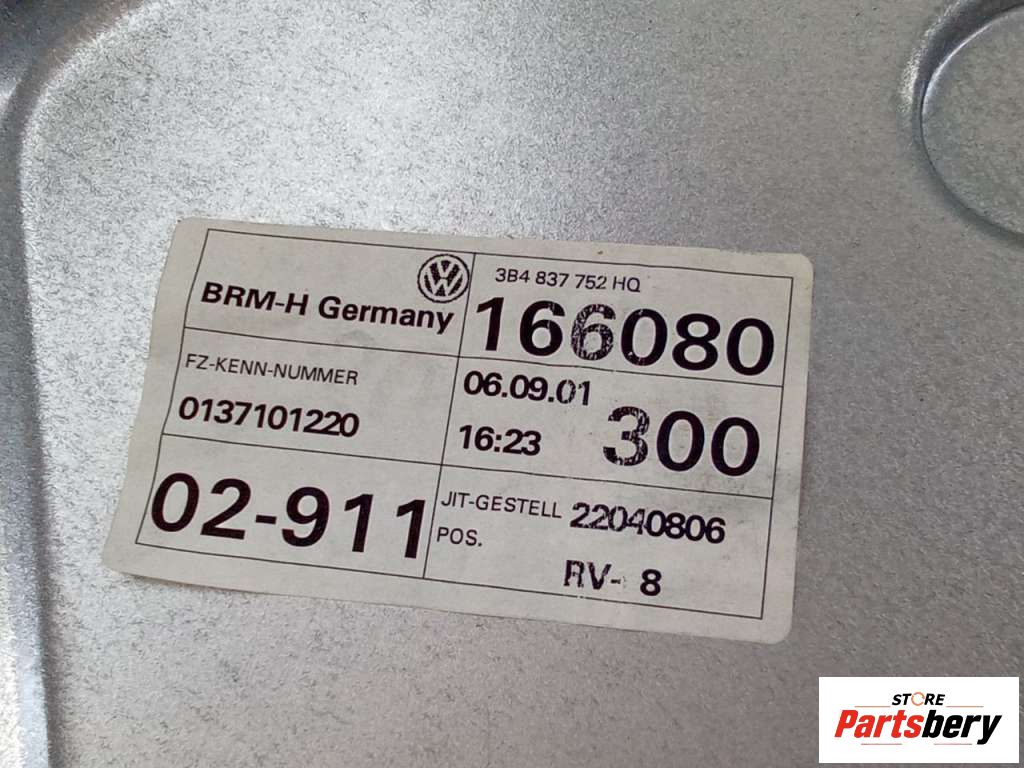 3B4 837 752 HQ
BRM-H Germany
166080
FZ-KENN-NUMMER
0137101220
06.09.01
16:23
300
02-911
JIT-GESTELL 22040806
POS.
RV- 8
STORE
Partsbery